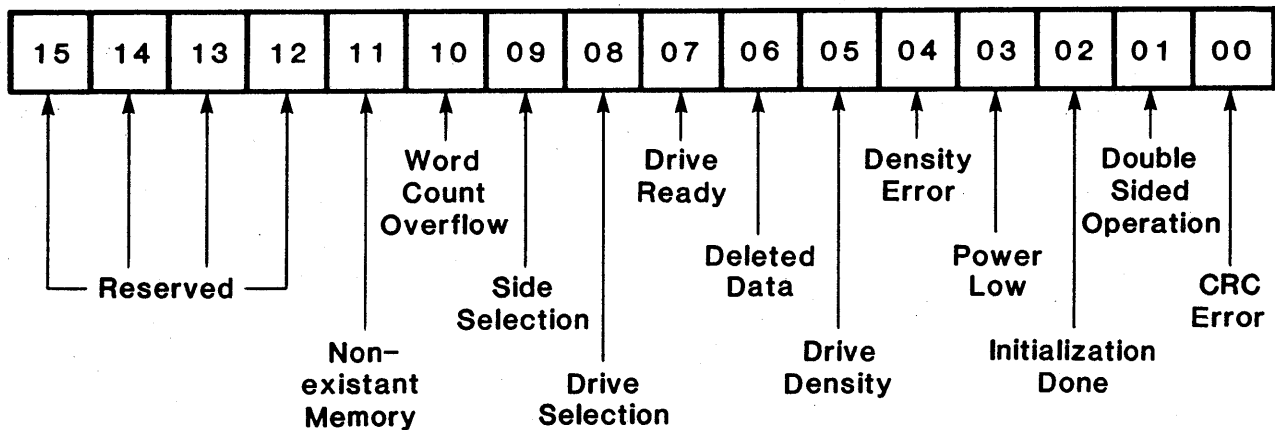 15 14 13 12 11 10 09 08 07 06 05 04 03 02 01 00
Reserved
Non-
existant
Memory
Word
Count
Overflow
Side
Selection
Drive
Selection
Drive
Ready
Deleted
Data
Drive
Density
Density
Error
Power
Low
Initialization
Done
Double
Sided
Operation
CRC
Error